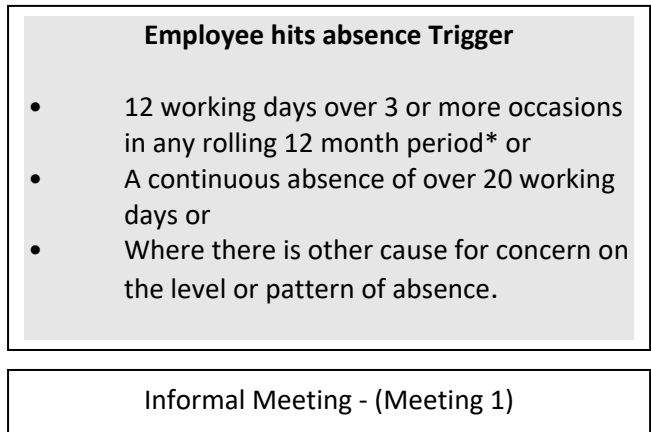 Employee hits absence Trigger
• 12 working days over 3 or more occasions
in any rolling 12 month period* or
• A continuous absence of over 20 working
days or
• Where there is other cause for concern on
the level or pattern of absence.
Informal Meeting - (Meeting 1)